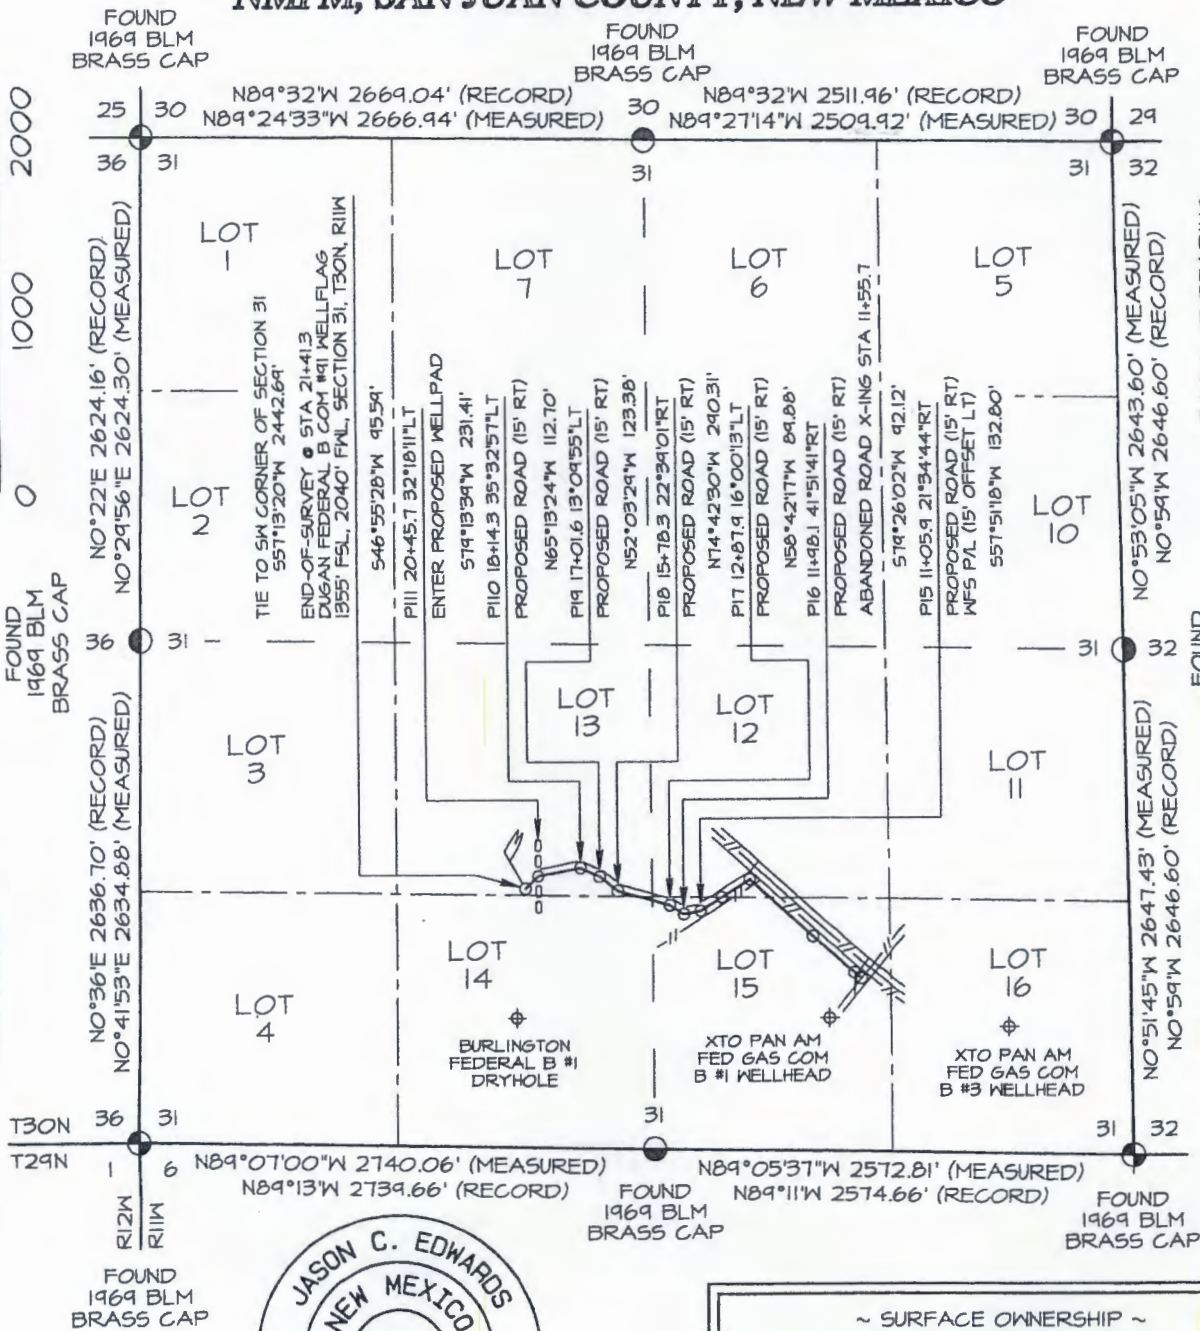 NMPM, SAN JUAN COUNTY, NEW MEXICO
FOUND
1969 BLM
BRASS CAP
FOUND
1969 BLM
BRASS CAP
FOUND
1969 BLM
BRASS CAP
N89°32'W 2669.04' (RECORD)
N89°24'33"W 2666.94' (MEASURED)
N89°32'W 2511.96' (RECORD)
N89°27'14"W 2509.92' (MEASURED)
25 30
36 31
30
31
30 29
31 32
2000
1000
0
N0°22'E 2624.16' (RECORD)
N0°29'56"E 2624.30' (MEASURED)
LOT
1
LOT
7
LOT
6
LOT
5
LOT
2
LOT
10
TIE TO SW CORNER OF SECTION 31
S57°13'20"W 2442.69'
END-OF-SURVEY @ STA 21+41.3
DUGAN FEDERAL B COM #91 WELLFLAG
1355' FSL, 2040' FWL, SECTION 31, T30N, R11W
S46°55'28"W 95.59'
PI11 20+45.7 32°18'11"LT
ENTER PROPOSED WELLPAD
S79°13'39"W 231.41'
PI10 18+14.3 35°32'57"LT
PROPOSED ROAD (15' RT)
N65°13'24"W 112.70'
PI9 17+01.6 13°09'55"LT
PROPOSED ROAD (15' RT)
N52°03'29"W 123.38'
PI8 15+78.3 22°39'01"RT
PROPOSED ROAD (15' RT)
N74°42'30"W 290.31'
PI7 12+87.9 16°00'13"LT
PROPOSED ROAD (15' RT)
N58°42'17"W 89.88'
PI6 11+98.1 41°51'41"RT
PROPOSED ROAD (15' RT)
ABANDONED ROAD X-ING STA 11+55.7
S79°26'02"W 92.12'
PI5 11+05.9 21°34'44"RT
PROPOSED ROAD (15' RT)
WFS P/L (15' OFFSET LT)
S57°51'18"W 132.80'
N0°53'05"W 2643.60' (MEASURED)
N0°54'W 2646.60' (RECORD)
FOUND
1969 BLM
BRASS CAP
36 31
31 32
FOUND
N0°36'E 2636.70' (RECORD)
N0°41'53"E 2634.88' (MEASURED)
LOT
3
LOT
13
LOT
12
LOT
11
LOT
4
LOT
14
LOT
15
LOT
16
BURLINGTON
FEDERAL B #1
DRYHOLE
XTO PAN AM
FED GAS COM
B #1 WELLHEAD
XTO PAN AM
FED GAS COM
B #3 WELLHEAD
N0°51'45"W 2647.43' (MEASURED)
N0°59'W 2646.60' (RECORD)
T30N
T29N
36 31
1 6
31
31 32
R12W
R11W
N89°07'00"W 2740.06' (MEASURED)
N89°13'W 2739.66' (RECORD)
N89°05'37"W 2572.81' (MEASURED)
N89°11'W 2574.66' (RECORD)
FOUND
1969 BLM
BRASS CAP
FOUND
1969 BLM
BRASS CAP
FOUND
1969 BLM
BRASS CAP
JASON C. EDWARDS
NEW MEXICO
~ SURFACE OWNERSHIP ~